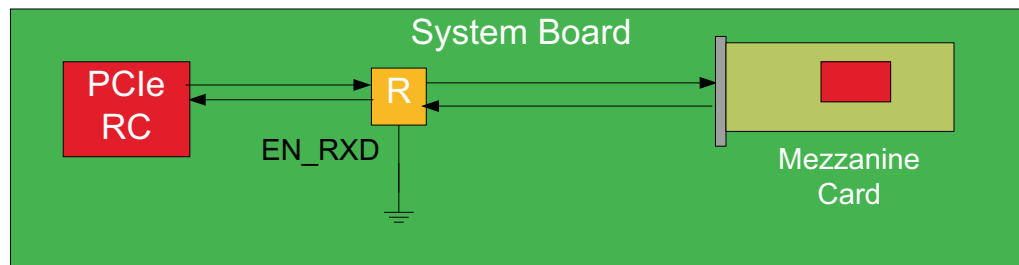 System Board
PCIe
RC
R
EN_RXD
Mezzanine
Card